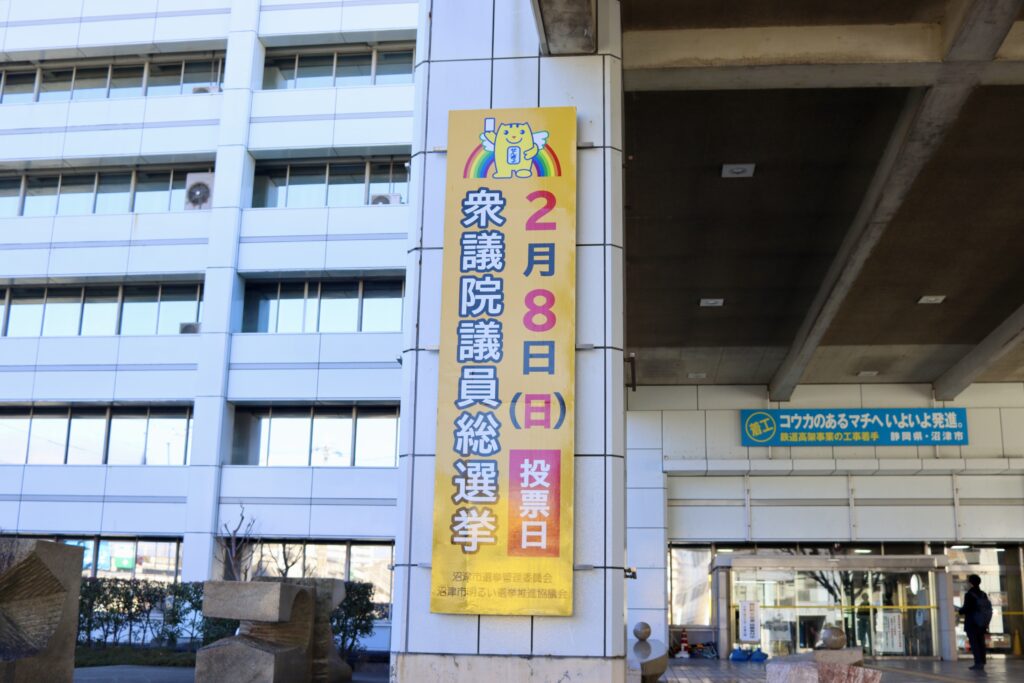 2月8日(日)
投票日
衆議院議員総選挙
沼津市選挙管理委員会
沼津市明るい選挙推進協議会
着工
コウカのあるマチへ いよいよ発進。
鉄道高架事業の工事着手 静岡県・沼津市